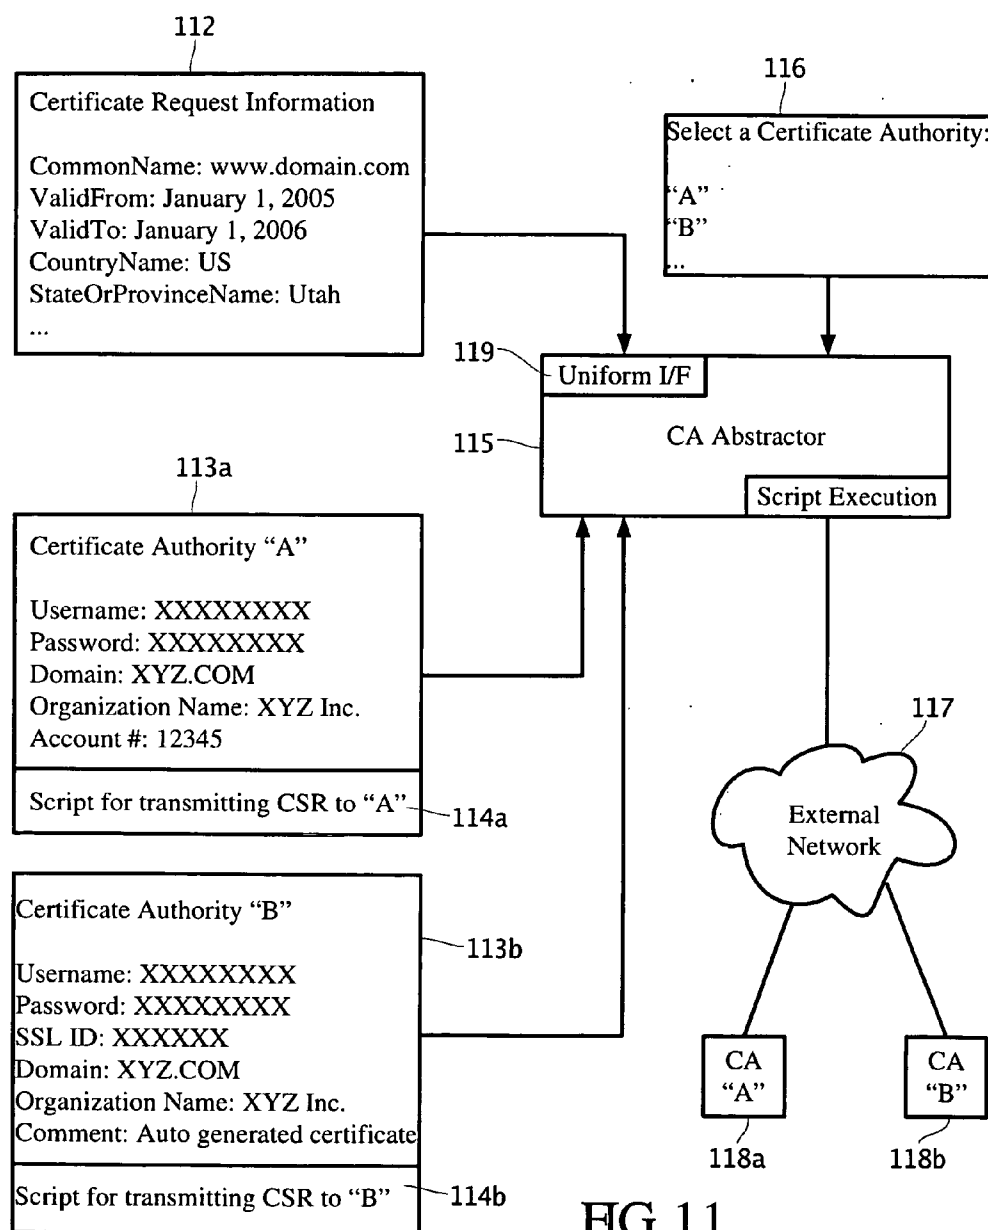 112
Certificate Request Information
CommonName: www.domain.com
ValidFrom: January 1, 2005
ValidTo: January 1, 2006
CountryName: US
StateOrProvinceName: Utah
...
116
Select a Certificate Authority:
“A”
“B”
...
119
Uniform I/F
115
CA Abstractor
Script Execution
113a
Certificate Authority “A”
Username: XXXXXXXX
Password: XXXXXXXX
Domain: XYZ.COM
Organization Name: XYZ Inc.
Account #: 12345
Script for transmitting CSR to “A”
114a
117
External
Network
Certificate Authority “B”
113b
Username: XXXXXXXX
Password: XXXXXXXX
SSL ID: XXXXXX
Domain: XYZ.COM
Organization Name: XYZ Inc.
Comment: Auto generated certificate
Script for transmitting CSR to “B”
114b
CA
“A”
118a
CA
“B”
118b
FIG 11